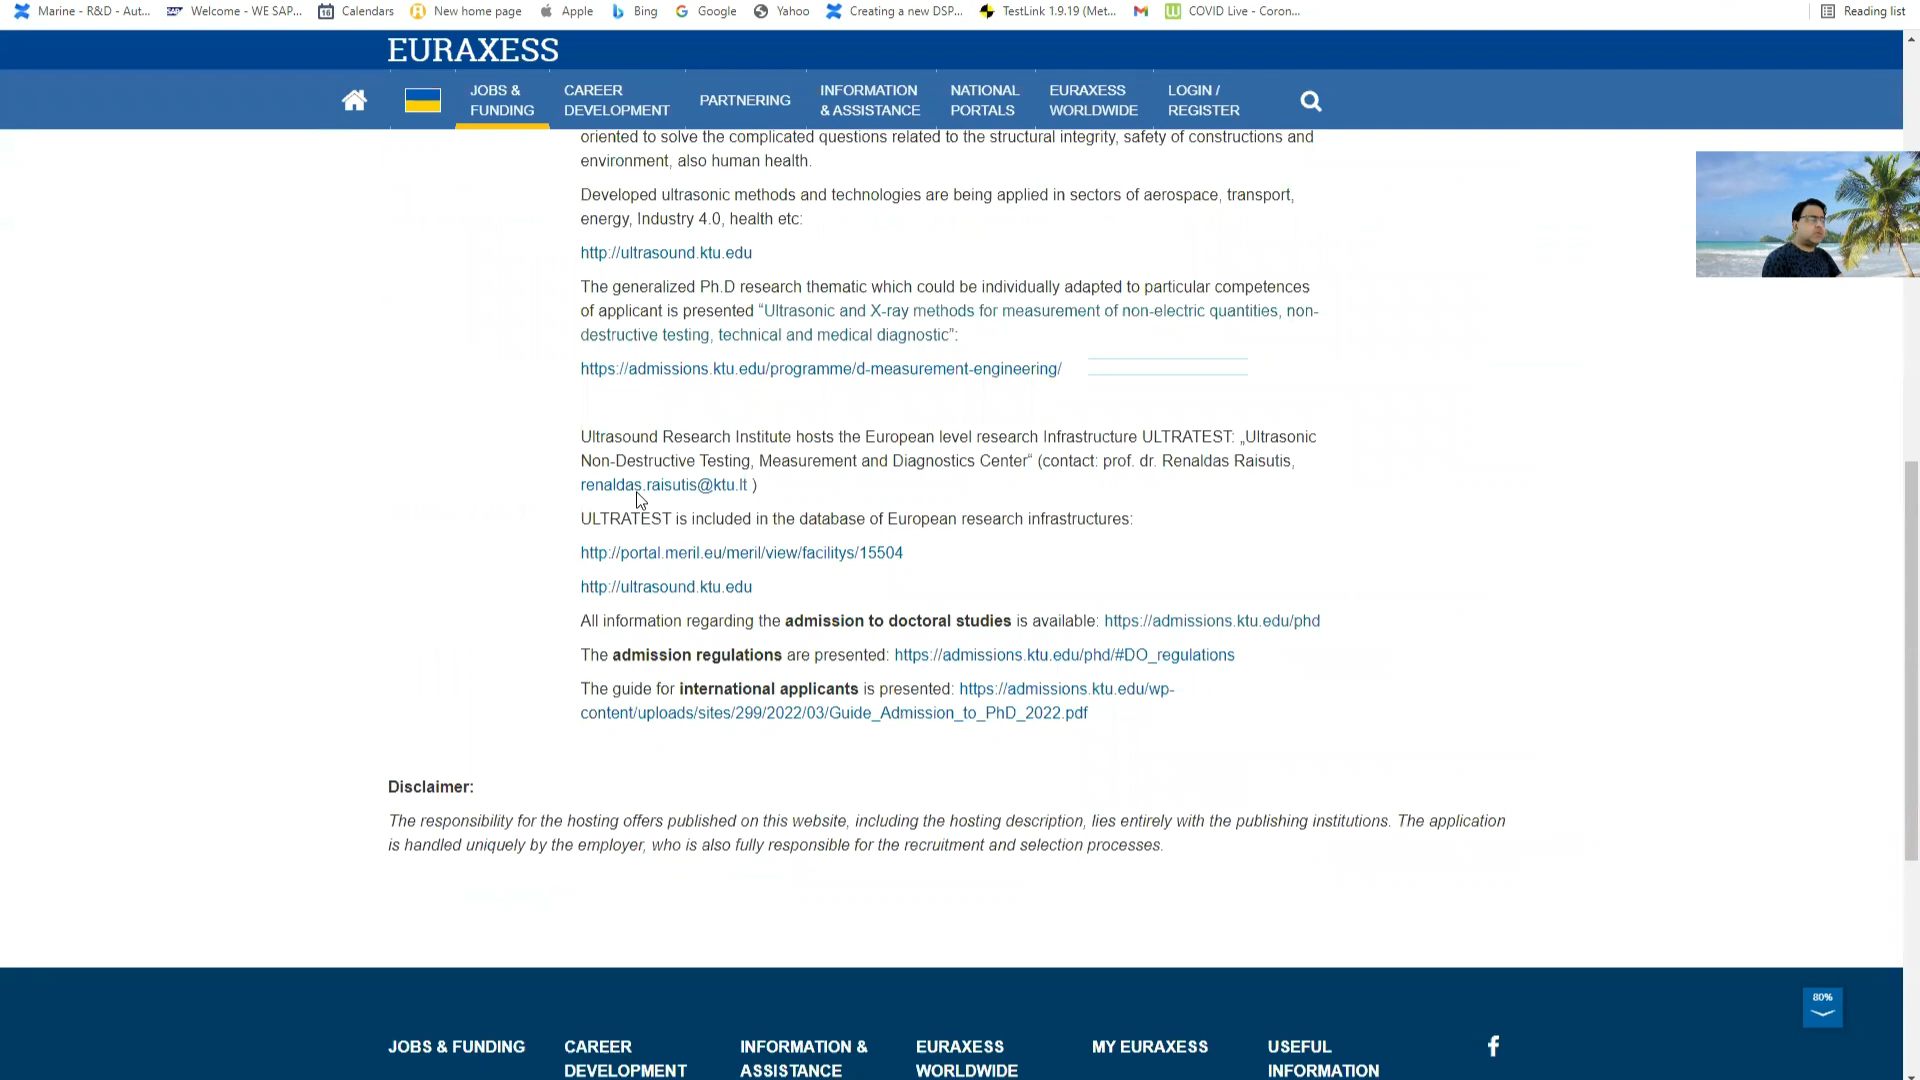 Marine - R&D - Aut... Welcome - WE SAP... 16 Calendars New home page Apple Bing Google Yahoo Creating a new DSP... TestLink 1.9.19 (Met... COVID Live - Coron... Reading list
EURAXESS
JOBS & FUNDING
CAREER DEVELOPMENT
PARTNERING
INFORMATION & ASSISTANCE
NATIONAL PORTALS
EURAXESS WORLDWIDE
LOGIN / REGISTER
oriented to solve the complicated questions related to the structural integrity, safety of constructions and
environment, also human health.
Developed ultrasonic methods and technologies are being applied in sectors of aerospace, transport,
energy, Industry 4.0, health etc:
http://ultrasound.ktu.edu
The generalized Ph.D research thematic which could be individually adapted to particular competences
of applicant is presented “Ultrasonic and X-ray methods for measurement of non-electric quantities, non-
destructive testing, technical and medical diagnostic”:
https://admissions.ktu.edu/programme/d-measurement-engineering/
Ultrasound Research Institute hosts the European level research Infrastructure ULTRATEST: „Ultrasonic
Non-Destructive Testing, Measurement and Diagnostics Center“ (contact: prof. dr. Renaldas Raisutis,
renaldas.raisutis@ktu.lt )
ULTRATEST is included in the database of European research infrastructures:
http://portal.meril.eu/meril/view/facilitys/15504
http://ultrasound.ktu.edu
All information regarding the admission to doctoral studies is available: https://admissions.ktu.edu/phd
The admission regulations are presented: https://admissions.ktu.edu/phd/#DO_regulations
The guide for international applicants is presented: https://admissions.ktu.edu/wp-
content/uploads/sites/299/2022/03/Guide_Admission_to_PhD_2022.pdf
Disclaimer:
The responsibility for the hosting offers published on this website, including the hosting description, lies entirely with the publishing institutions. The application
is handled uniquely by the employer, who is also fully responsible for the recruitment and selection processes.
80%
JOBS & FUNDING
CAREER DEVELOPMENT
INFORMATION & ASSISTANCE
EURAXESS WORLDWIDE
MY EURAXESS
USEFUL INFORMATION